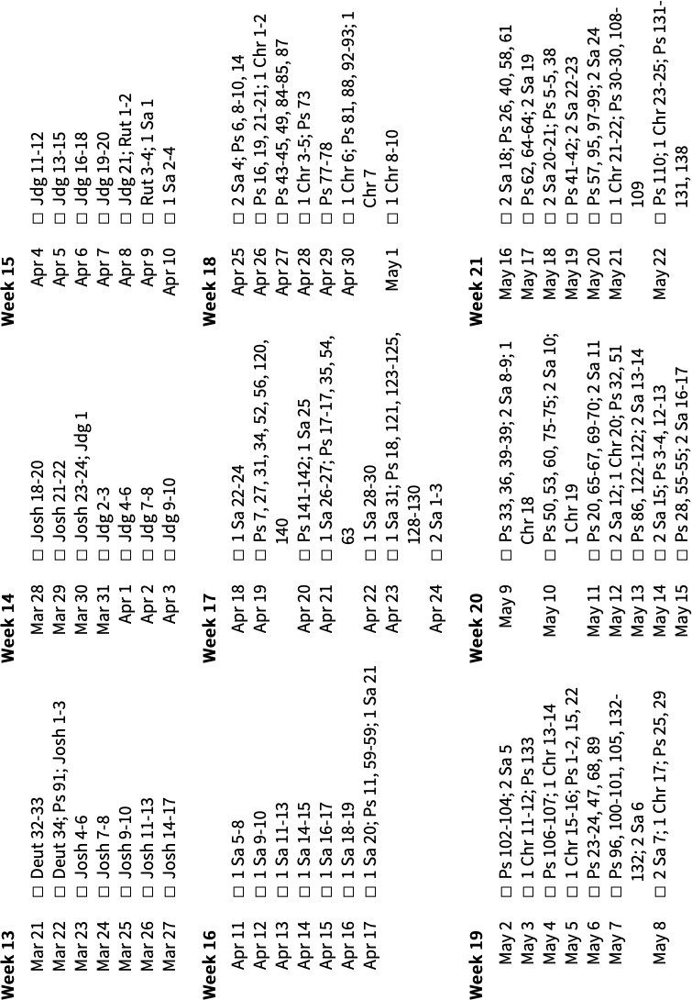 Week 13
Mar 21 □ Deut 32-33
Mar 22 □ Deut 34; Ps 91; Josh 1-3
Mar 23 □ Josh 4-6
Mar 24 □ Josh 7-8
Mar 25 □ Josh 9-10
Mar 26 □ Josh 11-13
Mar 27 □ Josh 14-17
Week 14
Mar 28 □ Josh 18-20
Mar 29 □ Josh 21-22
Mar 30 □ Josh 23-24; Jdg 1
Mar 31 □ Jdg 2-3
Apr 1 □ Jdg 4-6
Apr 2 □ Jdg 7-8
Apr 3 □ Jdg 9-10
Week 15
Apr 4 □ Jdg 11-12
Apr 5 □ Jdg 13-15
Apr 6 □ Jdg 16-18
Apr 7 □ Jdg 19-20
Apr 8 □ Jdg 21; Rut 1-2
Apr 9 □ Rut 3-4; 1 Sa 1
Apr 10 □ 1 Sa 2-4
Week 16
Apr 11 □ 1 Sa 5-8
Apr 12 □ 1 Sa 9-10
Apr 13 □ 1 Sa 11-13
Apr 14 □ 1 Sa 14-15
Apr 15 □ 1 Sa 16-17
Apr 16 □ 1 Sa 18-19
Apr 17 □ 1 Sa 20; Ps 11, 59-59; 1 Sa 21
Week 17
Apr 18 □ 1 Sa 22-24
Apr 19 □ Ps 7, 27, 31, 34, 52, 56, 120,
140
Apr 20 □ Ps 141-142; 1 Sa 25
Apr 21 □ 1 Sa 26-27; Ps 17-17, 35, 54,
63
Apr 22 □ 1 Sa 28-30
Apr 23 □ 1 Sa 31; Ps 18, 121, 123-125,
128-130
Apr 24 □ 2 Sa 1-3
Week 18
Apr 25 □ 2 Sa 4; Ps 6, 8-10, 14
Apr 26 □ Ps 16, 19, 21-21; 1 Chr 1-2
Apr 27 □ Ps 43-45, 49, 84-85, 87
Apr 28 □ 1 Chr 3-5; Ps 73
Apr 29 □ Ps 77-78
Apr 30 □ 1 Chr 6; Ps 81, 88, 92-93; 1
Chr 7
May 1 □ 1 Chr 8-10
Week 19
May 2 □ Ps 102-104; 2 Sa 5
May 3 □ 1 Chr 11-12; Ps 133
May 4 □ Ps 106-107; 1 Chr 13-14
May 5 □ 1 Chr 15-16; Ps 1-2, 15, 22
May 6 □ Ps 23-24, 47, 68, 89
May 7 □ Ps 96, 100-101, 105, 132-
132; 2 Sa 6
May 8 □ 2 Sa 7; 1 Chr 17; Ps 25, 29
Week 20
May 9 □ Ps 33, 36, 39-39; 2 Sa 8-9; 1
Chr 18
May 10 □ Ps 50, 53, 60, 75-75; 2 Sa 10;
1 Chr 19
May 11 □ Ps 20, 65-67, 69-70; 2 Sa 11
May 12 □ 2 Sa 12; 1 Chr 20; Ps 32, 51
May 13 □ Ps 86, 122-122; 2 Sa 13-14
May 14 □ 2 Sa 15; Ps 3-4, 12-13
May 15 □ Ps 28, 55-55; 2 Sa 16-17
Week 21
May 16 □ 2 Sa 18; Ps 26, 40, 58, 61
May 17 □ Ps 62, 64-64; 2 Sa 19
May 18 □ 2 Sa 20-21; Ps 5-5, 38
May 19 □ Ps 41-42; 2 Sa 22-23
May 20 □ Ps 57, 95, 97-99; 2 Sa 24
May 21 □ 1 Chr 21-22; Ps 30-30, 108-
109
May 22 □ Ps 110; 1 Chr 23-25; Ps 131-
131, 138